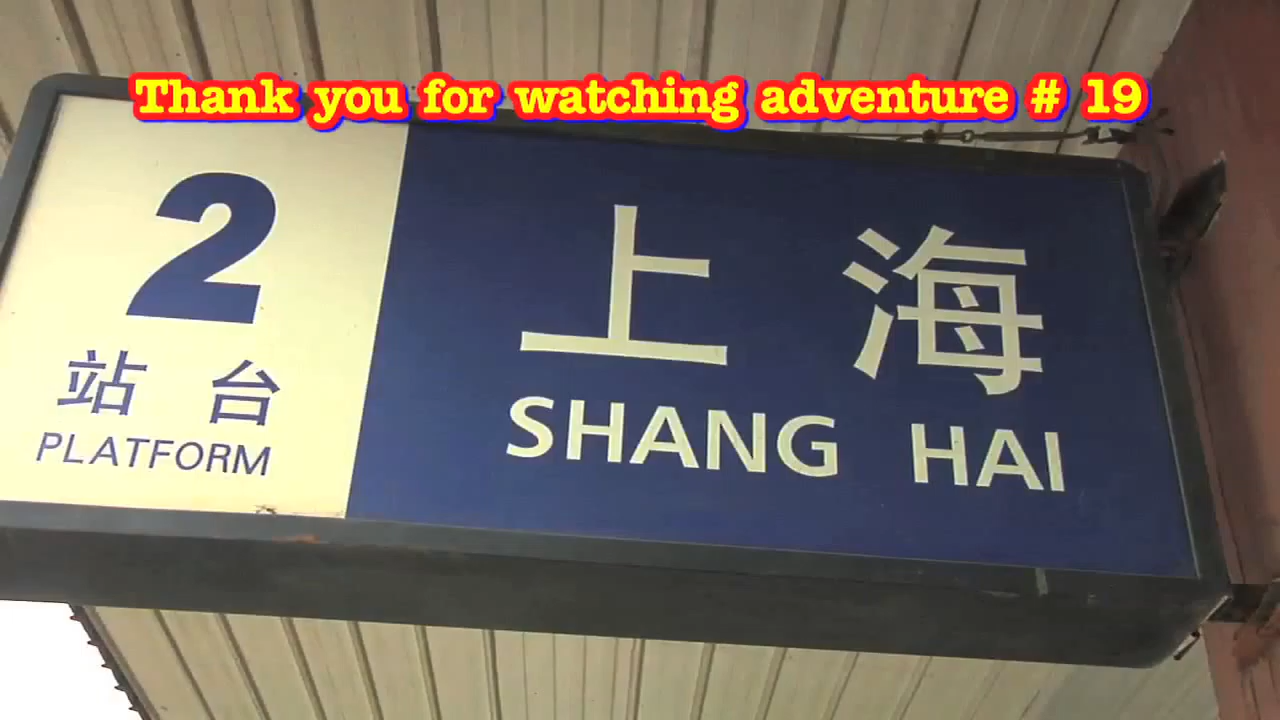 Thank you for watching adventure # 19
2
站台
PLATFORM
上海
SHANG HAI